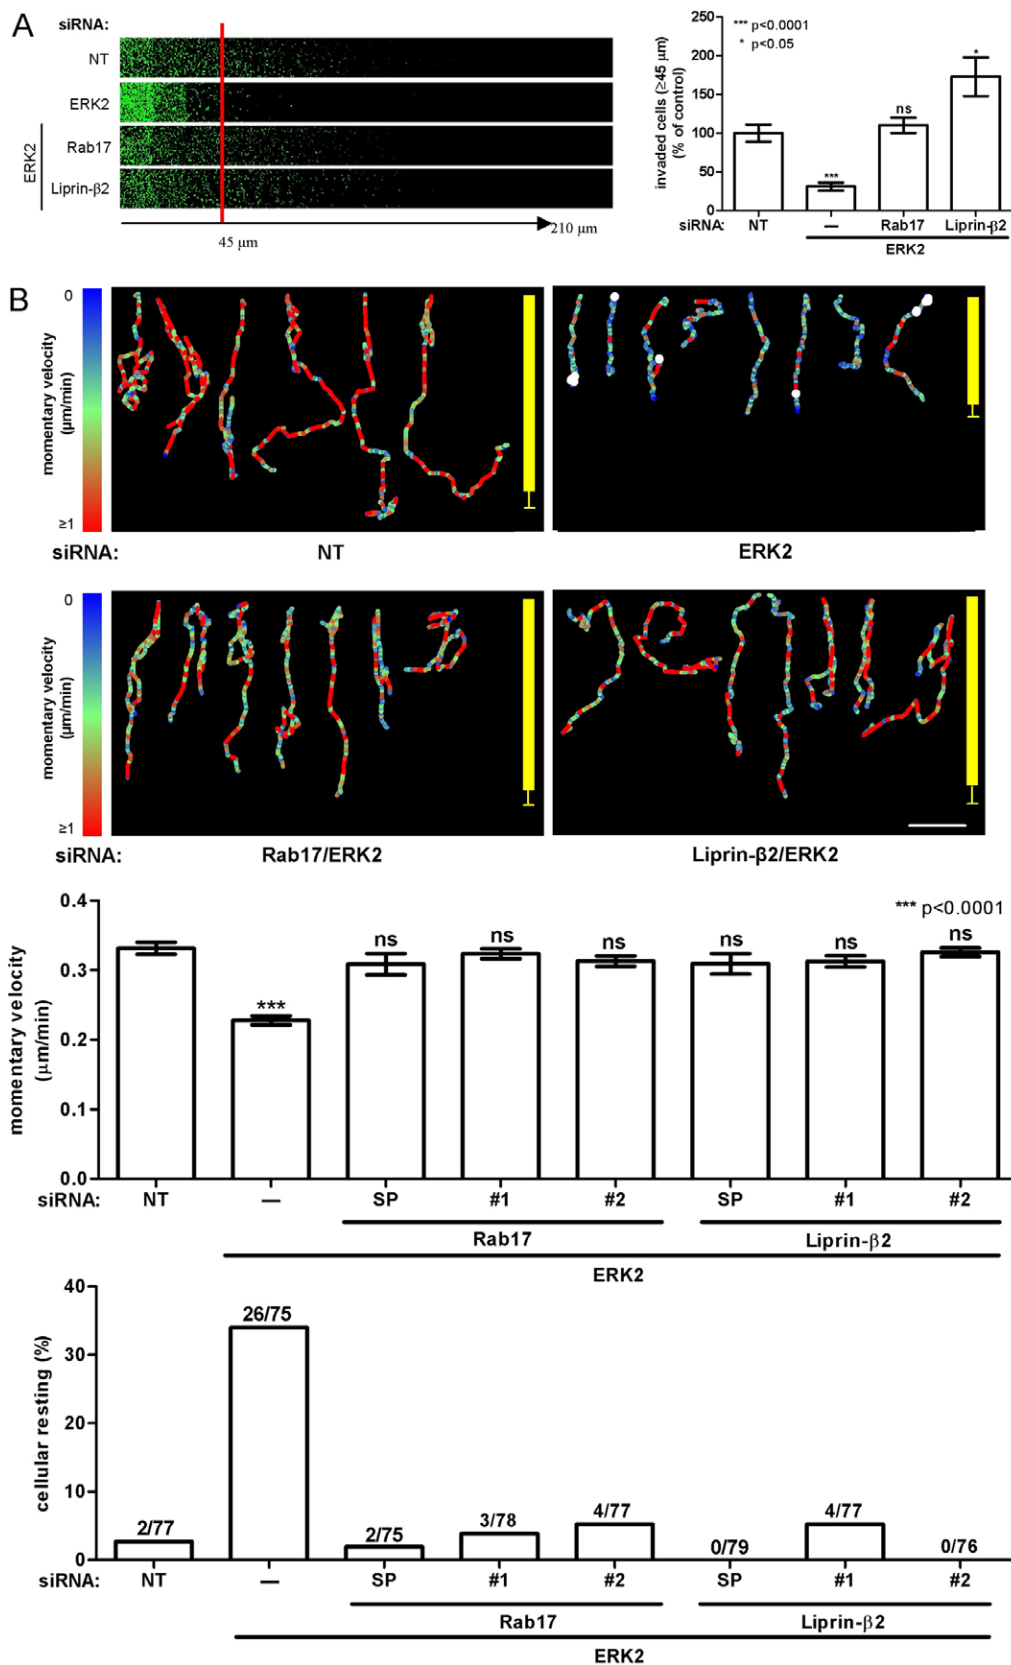 A
siRNA:
NT
ERK2
Rab17
Liprin-β2
ERK2
45 μm
210 μm
*** p<0.0001
* p<0.05
invaded cells (≥45 μm)
(% of control)
250
200
150
100
50
0
***
ns
*
siRNA: NT — Rab17 Liprin-β2
ERK2
B
0
momentary velocity
(μm/min)
≥1
siRNA: NT ERK2
0
momentary velocity
(μm/min)
≥1
siRNA: Rab17/ERK2 Liprin-β2/ERK2
momentary velocity
(μm/min)
0.4
0.3
0.2
0.1
0.0
*** p<0.0001
*** ns ns ns ns ns ns
siRNA: NT — SP #1 #2 SP #1 #2
Rab17 Liprin-β2
ERK2
cellular resting (%)
40
30
20
10
0
2/77 26/75 2/75 3/78 4/77 0/79 4/77 0/76
siRNA: NT — SP #1 #2 SP #1 #2
Rab17 Liprin-β2
ERK2